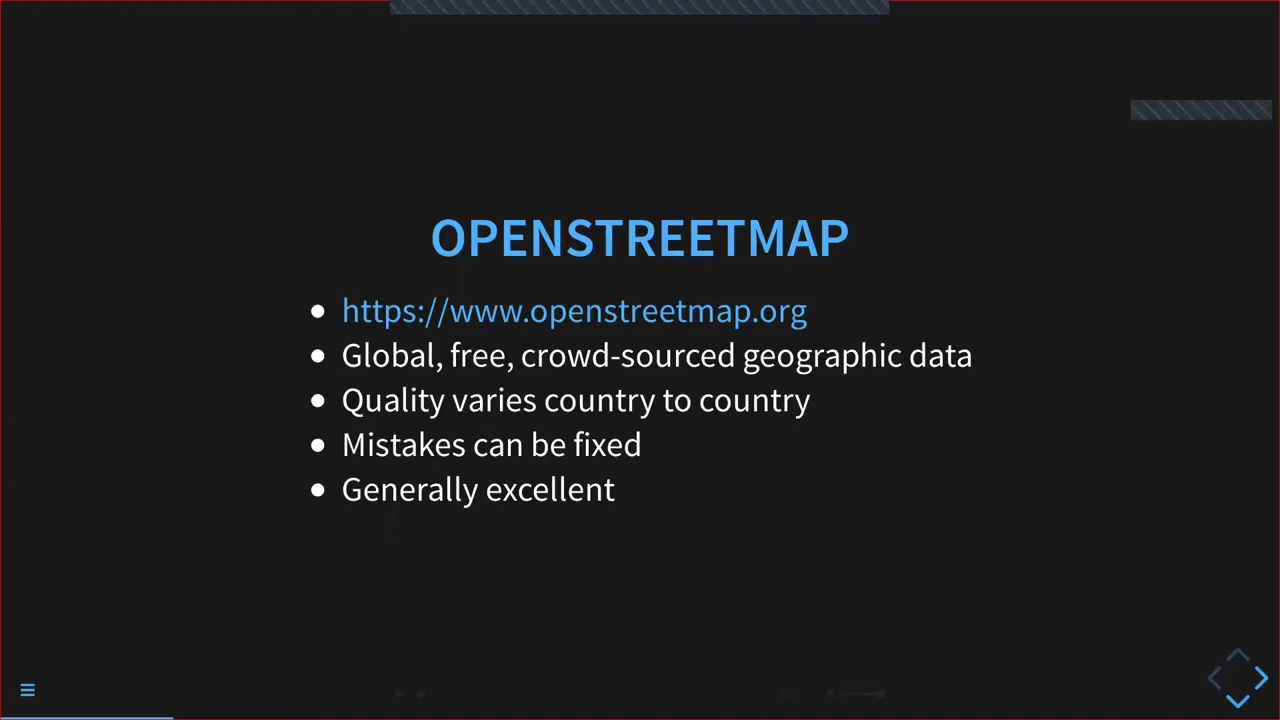 OPENSTREETMAP
https://www.openstreetmap.org
Global, free, crowd-sourced geographic data
Quality varies country to country
Mistakes can be fixed
Generally excellent